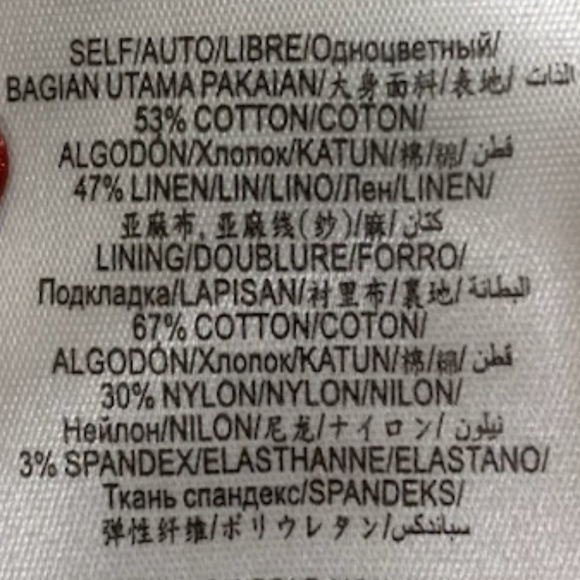 SELF/AUTO/LIBRE/Одноцветный/
BAGIAN UTAMA PAKAIAN/大身面料/表地/ الذات
53% COTTON/COTON/
ALGODÓN/Хлопок/KATUN/棉/綿/ قطن
47% LINEN/LIN/LINO/Лен/LINEN/
亚麻布, 亚麻线(纱)/麻/ كتان
LINING/DOUBLURE/FORRO/
Подкладка/LAPISAN/衬里布/裏地/ البطانة
67% COTTON/COTON/
ALGODÓN/Хлопок/KATUN/棉/綿/ قطن
30% NYLON/NYLON/NILON/
Нейлон/NILON/尼龙/ナイロン/ نيلون
3% SPANDEX/ELASTHANNE/ELASTANO/
Ткань спандекс/SPANDEKS/
弹性纤维/ポリウレタン/سباندكس